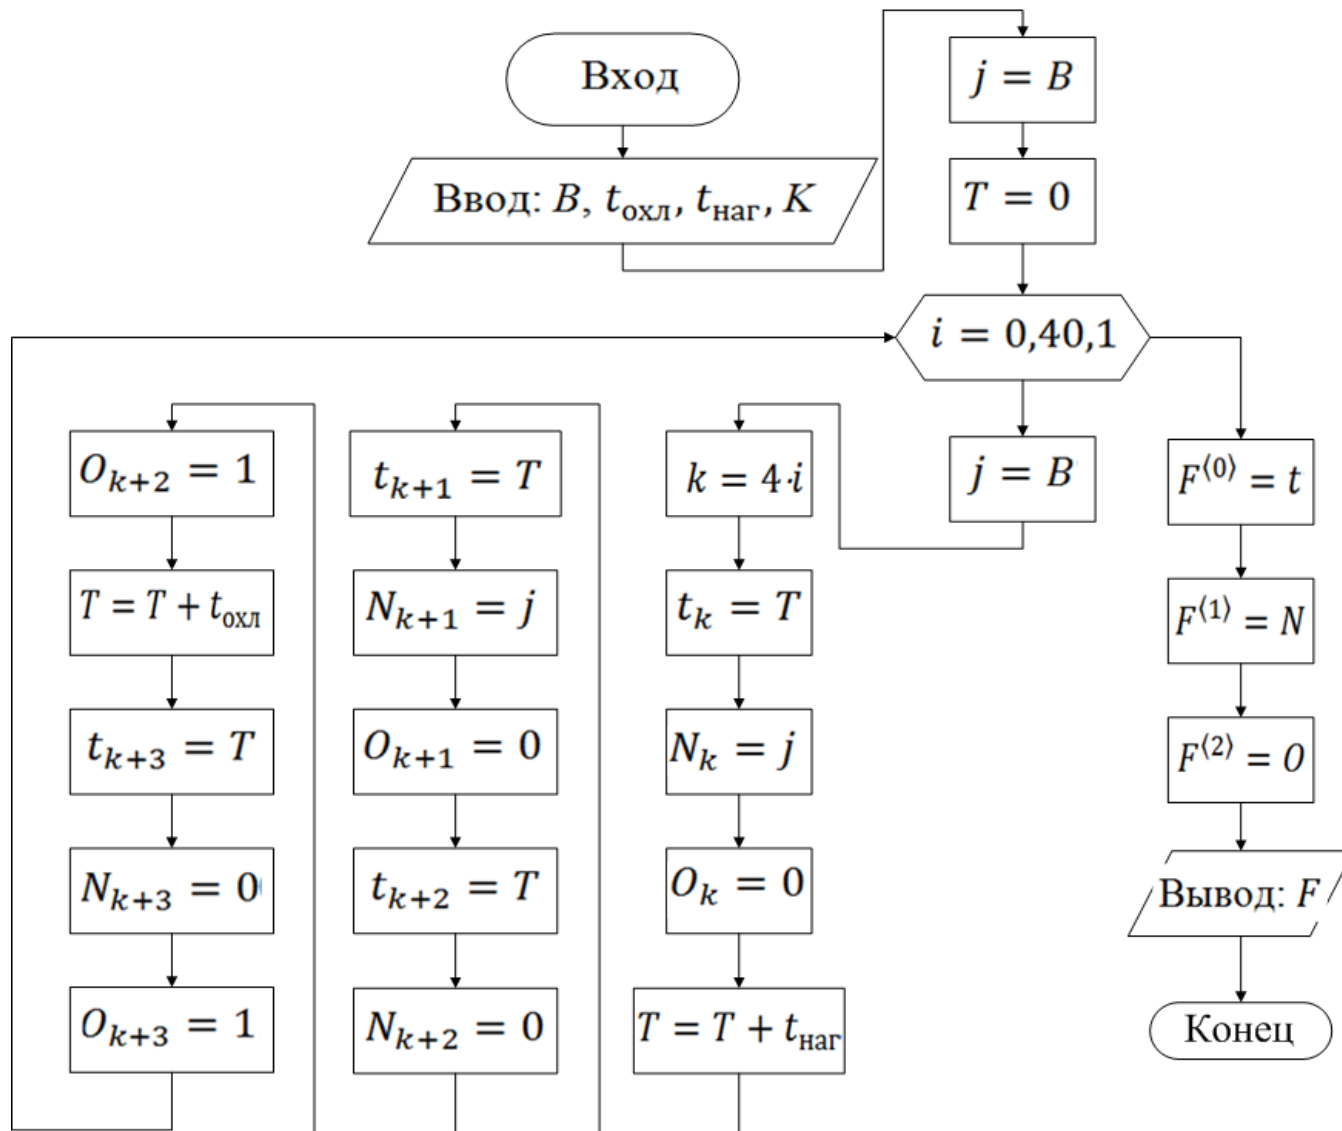 Вход
Ввод: B, tохл, tнаг, K
j = B
T = 0
i = 0,40,1
j = B
k = 4·i
tk = T
Nk = j
Ok = 0
T = T + tнаг
tk+1 = T
Nk+1 = j
Ok+1 = 0
tk+2 = T
Nk+2 = 0
Ok+2 = 1
T = T + tохл
tk+3 = T
Nk+3 = 0
Ok+3 = 1
F⟨0⟩ = t
F⟨1⟩ = N
F⟨2⟩ = O
Вывод: F
Конец